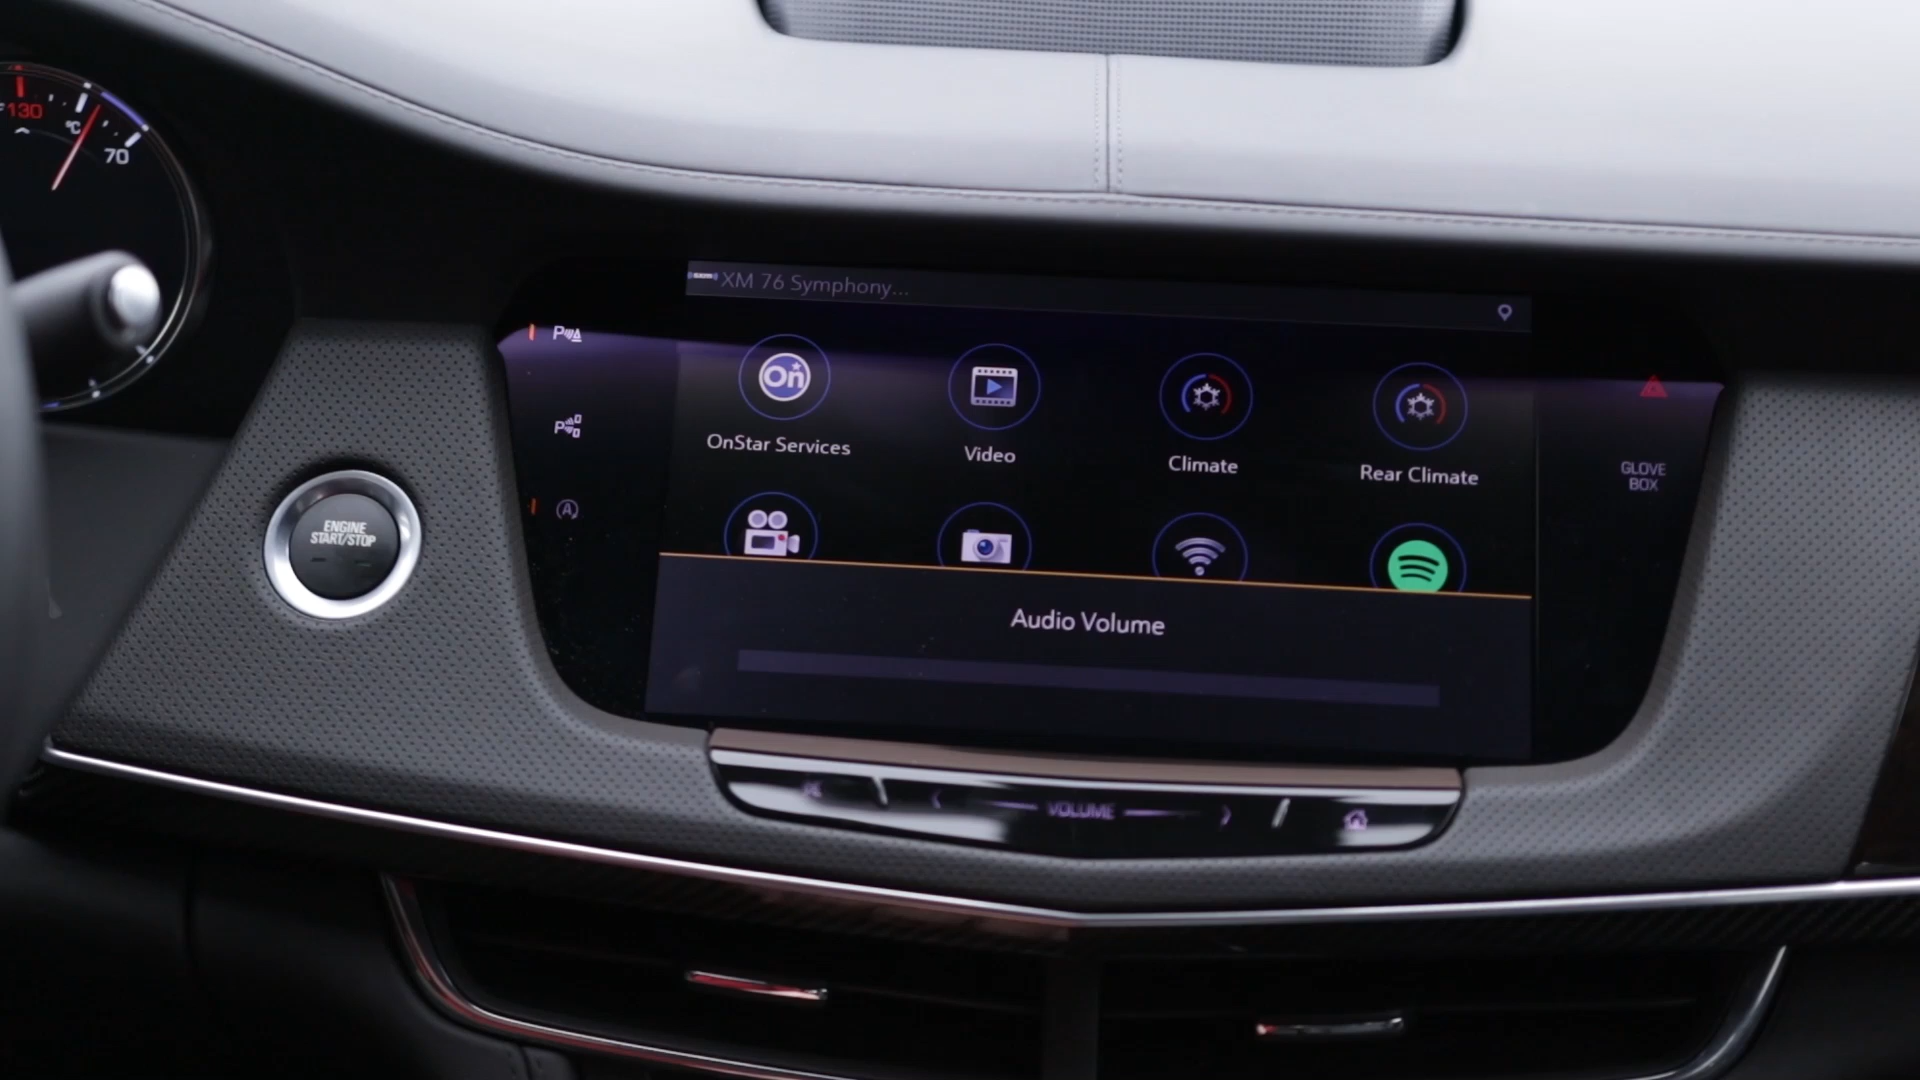 130
°C
70
XM 76 Symphony...
On
OnStar Services
Video
Climate
Rear Climate
GLOVE
BOX
ENGINE
START/STOP
A
Audio Volume
VOLUME